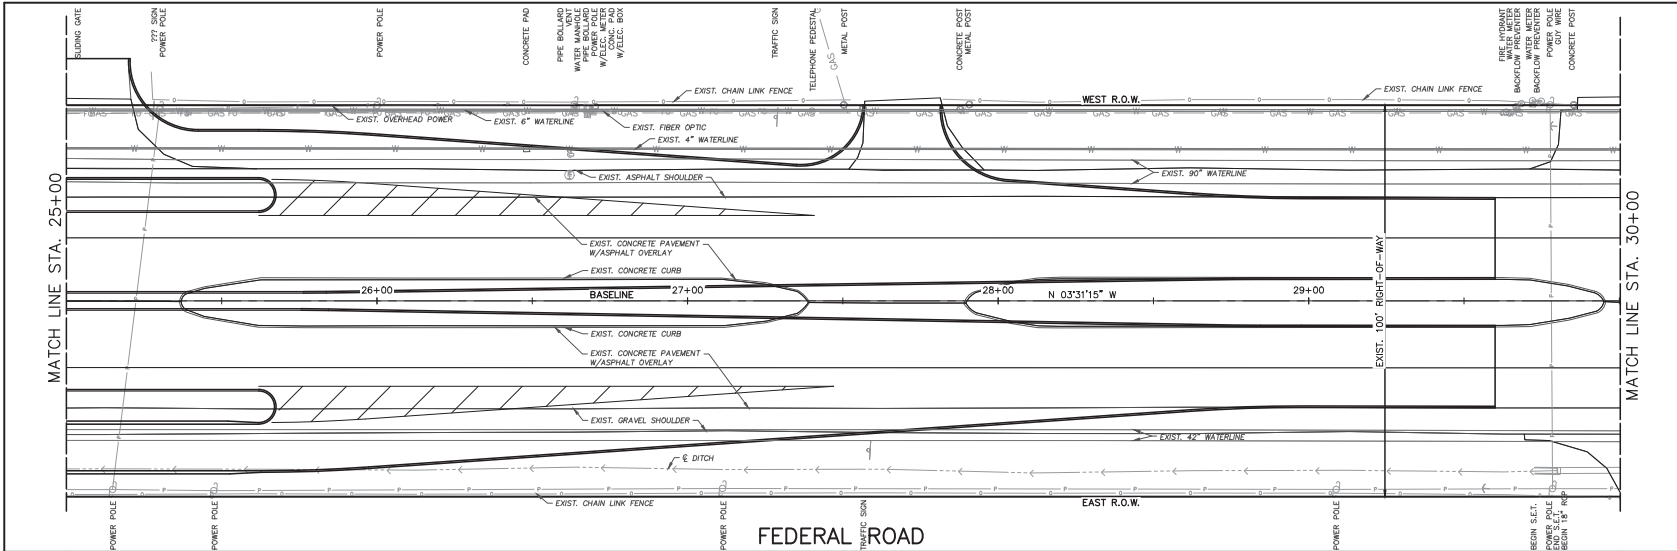 SLIDING GATE
??? SIGN
POWER POLE
POWER POLE
CONCRETE PAD
PIPE BOLLARD
VENT
WATER MANHOLE
PIPE BOLLARD
POWER POLE
W/ELEC. METER
CONC. PAD
W/ELEC. BOX
TRAFFIC SIGN
TELEPHONE PEDESTAL
GAS
METAL POST
CONCRETE POST
METAL POST
FIRE HYDRANT
WATER METER
BACKFLOW PREVENTER
WATER METER
BACKFLOW PREVENTER
POWER POLE
GUY WIRE
CONCRETE POST
EXIST. CHAIN LINK FENCE
WEST R.O.W.
EXIST. CHAIN LINK FENCE
EXIST. OVERHEAD POWER
EXIST. 6" WATERLINE
EXIST. FIBER OPTIC
EXIST. 4" WATERLINE
EXIST. ASPHALT SHOULDER
EXIST. 90" WATERLINE
MATCH LINE STA. 25+00
MATCH LINE STA. 30+00
EXIST. CONCRETE PAVEMENT
W/ASPHALT OVERLAY
EXIST. CONCRETE CURB
26+00
BASELINE
27+00
28+00
N 03°31'15" W
29+00
EXIST. 100' RIGHT-OF-WAY
EXIST. CONCRETE CURB
EXIST. CONCRETE PAVEMENT
W/ASPHALT OVERLAY
EXIST. GRAVEL SHOULDER
EXIST. 42" WATERLINE
℄ DITCH
EXIST. CHAIN LINK FENCE
EAST R.O.W.
POWER POLE
POWER POLE
POWER POLE
TRAFFIC SIGN
POWER POLE
BEGIN S.E.T.
POWER POLE
END S.E.T.
BEGIN 18" RCP
FEDERAL ROAD